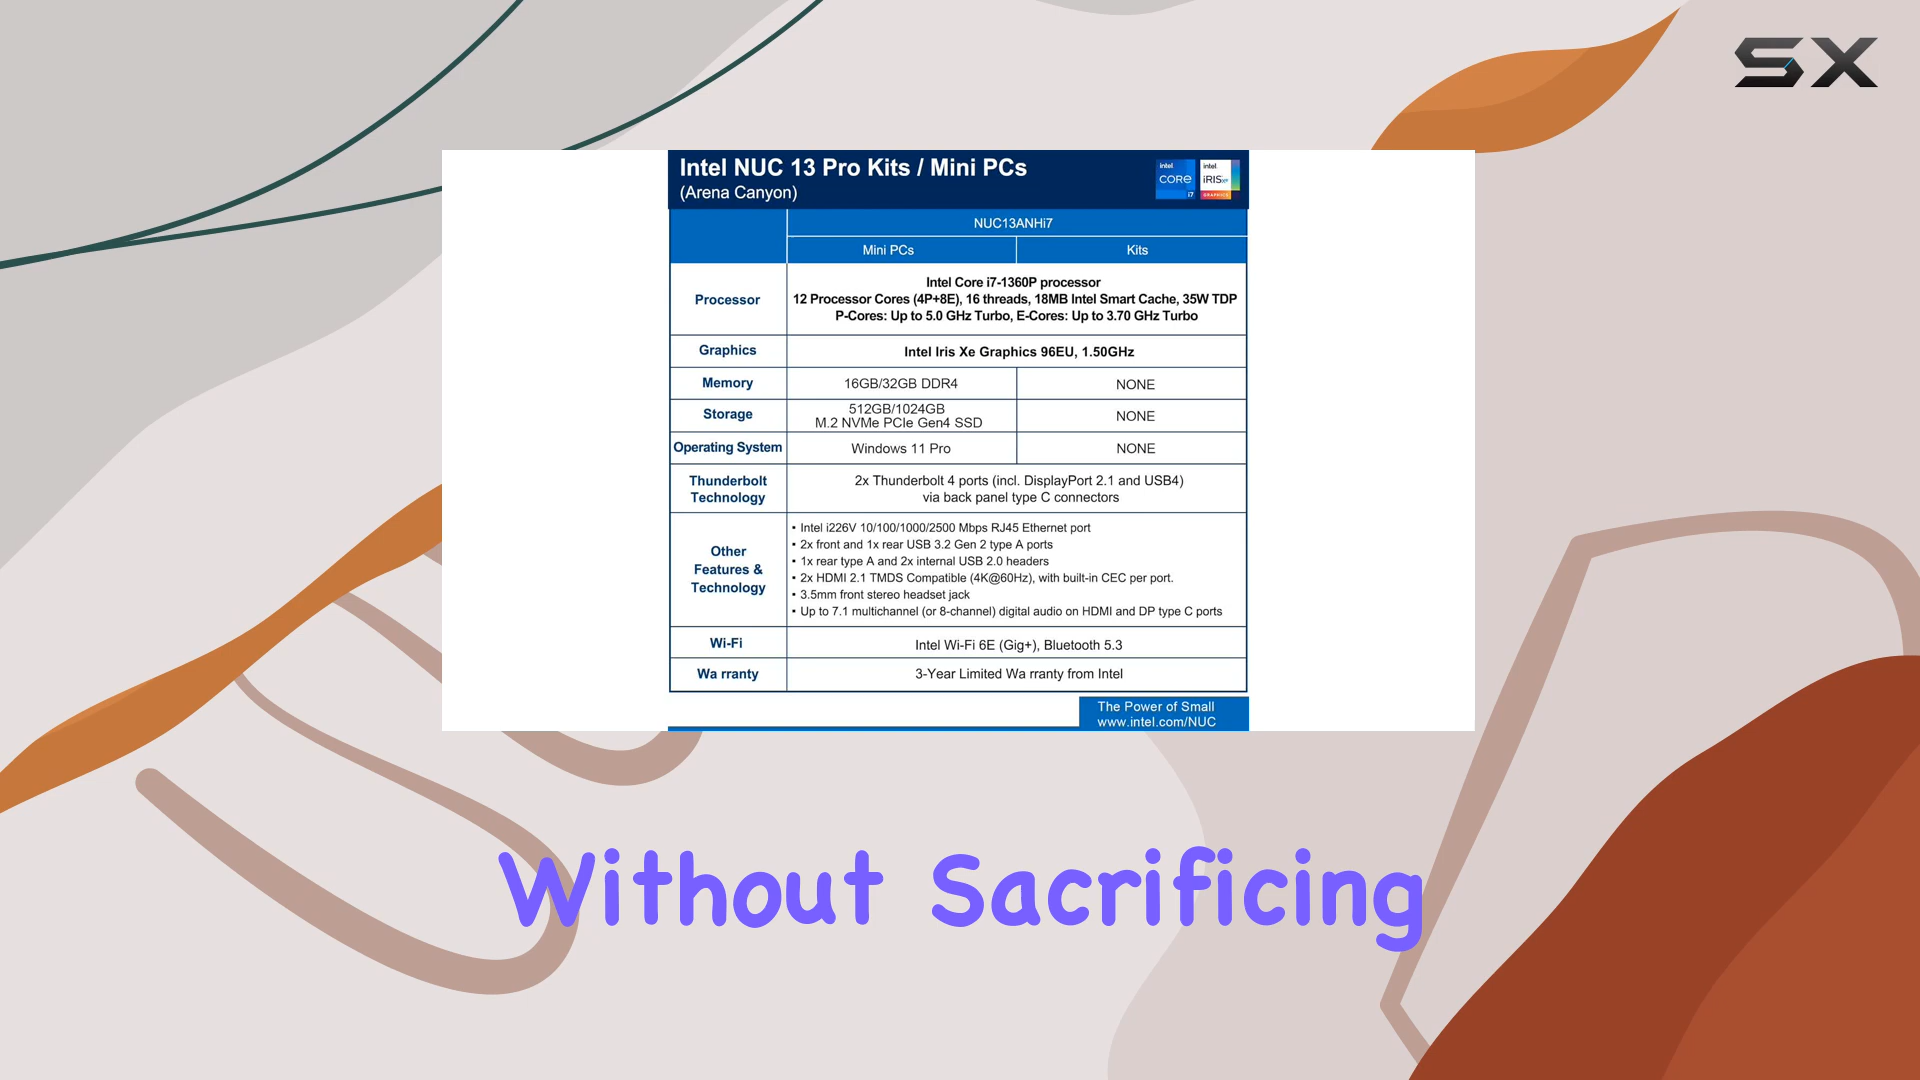 SX
Intel NUC 13 Pro Kits / Mini PCs
(Arena Canyon)
intel CORE i7
intel iRISxe GRAPHICS
NUC13ANHi7
Mini PCs Kits
Processor
Intel Core i7-1360P processor
12 Processor Cores (4P+8E), 16 threads, 18MB Intel Smart Cache, 35W TDP
P-Cores: Up to 5.0 GHz Turbo, E-Cores: Up to 3.70 GHz Turbo
Graphics Intel Iris Xe Graphics 96EU, 1.50GHz
Memory 16GB/32GB DDR4 NONE
Storage 512GB/1024GB
M.2 NVMe PCIe Gen4 SSD NONE
Operating System Windows 11 Pro NONE
Thunderbolt
Technology
2x Thunderbolt 4 ports (incl. DisplayPort 2.1 and USB4)
via back panel type C connectors
Other
Features &
Technology
• Intel i226V 10/100/1000/2500 Mbps RJ45 Ethernet port
• 2x front and 1x rear USB 3.2 Gen 2 type A ports
• 1x rear type A and 2x internal USB 2.0 headers
• 2x HDMI 2.1 TMDS Compatible (4K@60Hz), with built-in CEC per port.
• 3.5mm front stereo headset jack
• Up to 7.1 multichannel (or 8-channel) digital audio on HDMI and DP type C ports
Wi-Fi Intel Wi-Fi 6E (Gig+), Bluetooth 5.3
Wa rranty 3-Year Limited Wa rranty from Intel
The Power of Small
www.intel.com/NUC
Without Sacrificing